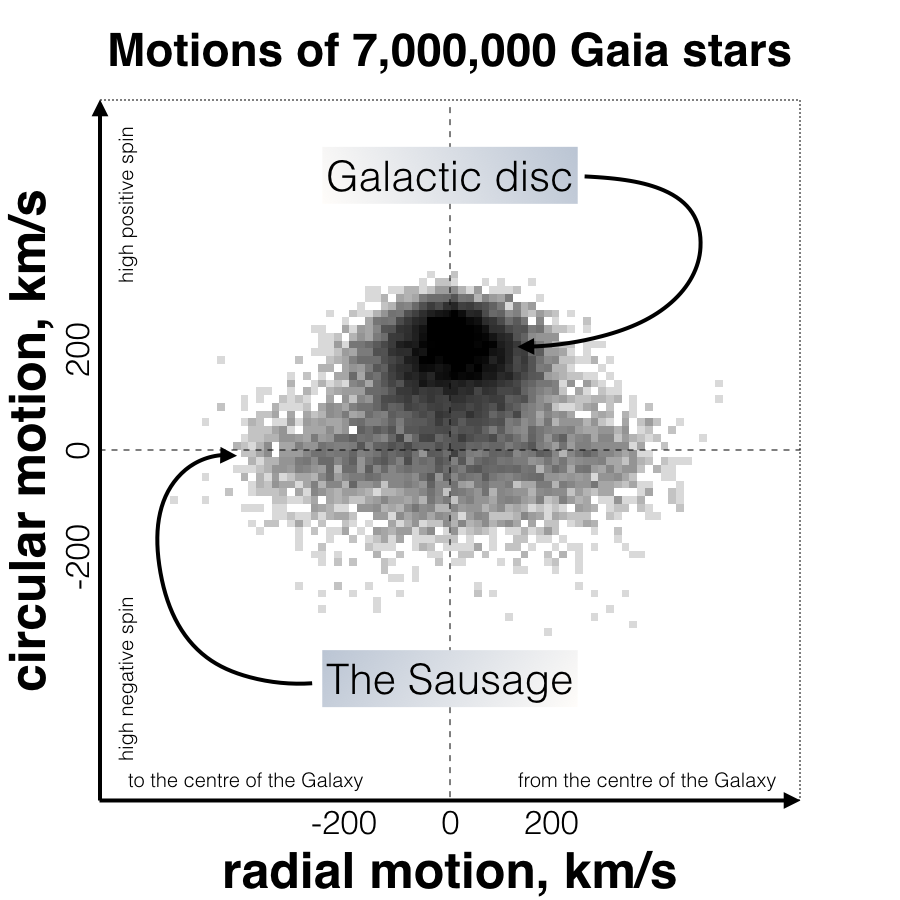 Motions of 7,000,000 Gaia stars
high positive spin
Galactic disc
circular motion, km/s
200
0
-200
high negative spin
The Sausage
to the centre of the Galaxy
from the centre of the Galaxy
-200
0
200
radial motion, km/s